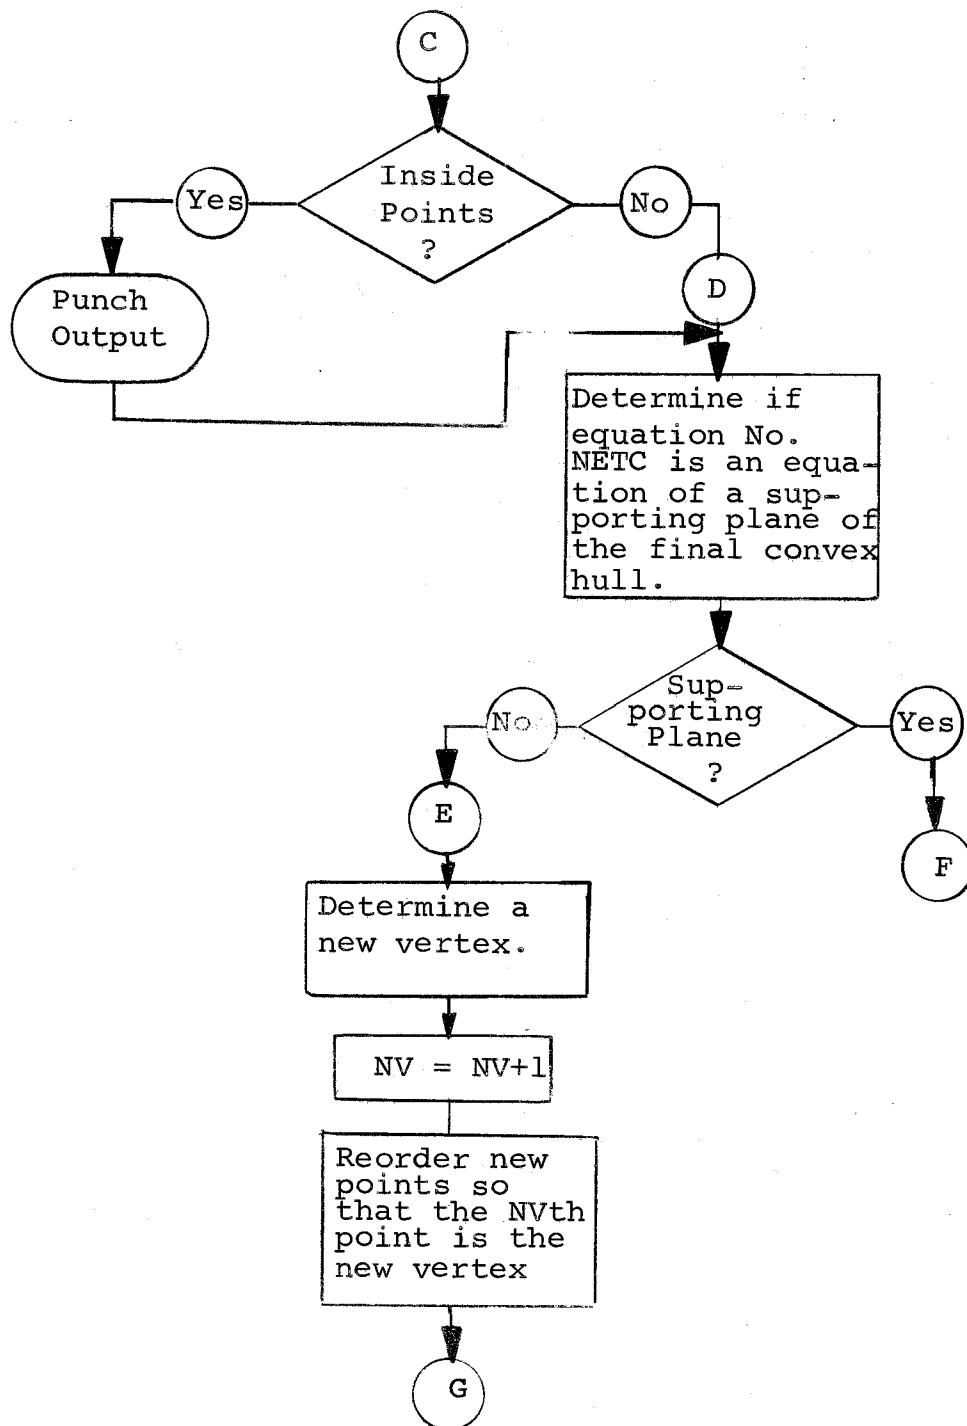 C
Inside
Points
?
Yes
No
D
Punch
Output
Determine if
equation No.
NETC is an equa-
tion of a sup-
porting plane of
the final convex
hull.
Sup-
porting
Plane
?
No
Yes
E
F
Determine a
new vertex.
NV = NV+1
Reorder new
points so
that the NVth
point is the
new vertex
G